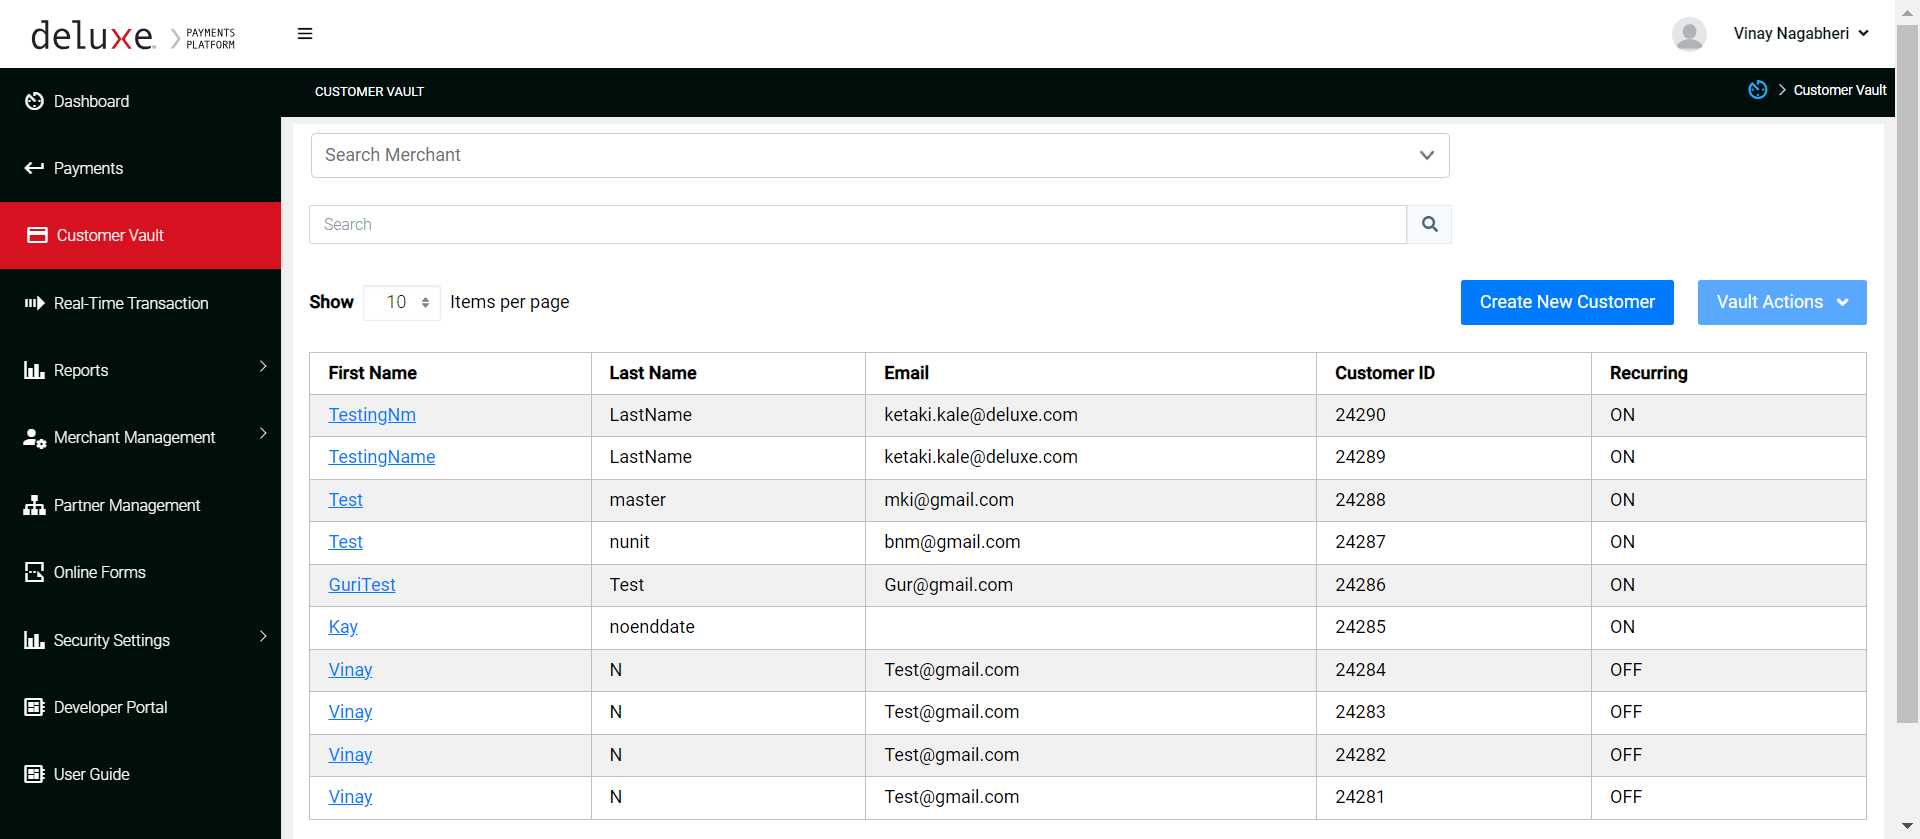 deluxe. PAYMENTS PLATFORM
Vinay Nagabheri
Dashboard
Payments
Customer Vault
Real-Time Transaction
Reports
Merchant Management
Partner Management
Online Forms
Security Settings
Developer Portal
User Guide
CUSTOMER VAULT
Customer Vault
Search Merchant
Search
Show 10 Items per page
Create New Customer
Vault Actions
First Name Last Name Email Customer ID Recurring
TestingNm LastName ketaki.kale@deluxe.com 24290 ON
TestingName LastName ketaki.kale@deluxe.com 24289 ON
Test master mki@gmail.com 24288 ON
Test nunit bnm@gmail.com 24287 ON
GuriTest Test Gur@gmail.com 24286 ON
Kay noenddate 24285 ON
Vinay N Test@gmail.com 24284 OFF
Vinay N Test@gmail.com 24283 OFF
Vinay N Test@gmail.com 24282 OFF
Vinay N Test@gmail.com 24281 OFF